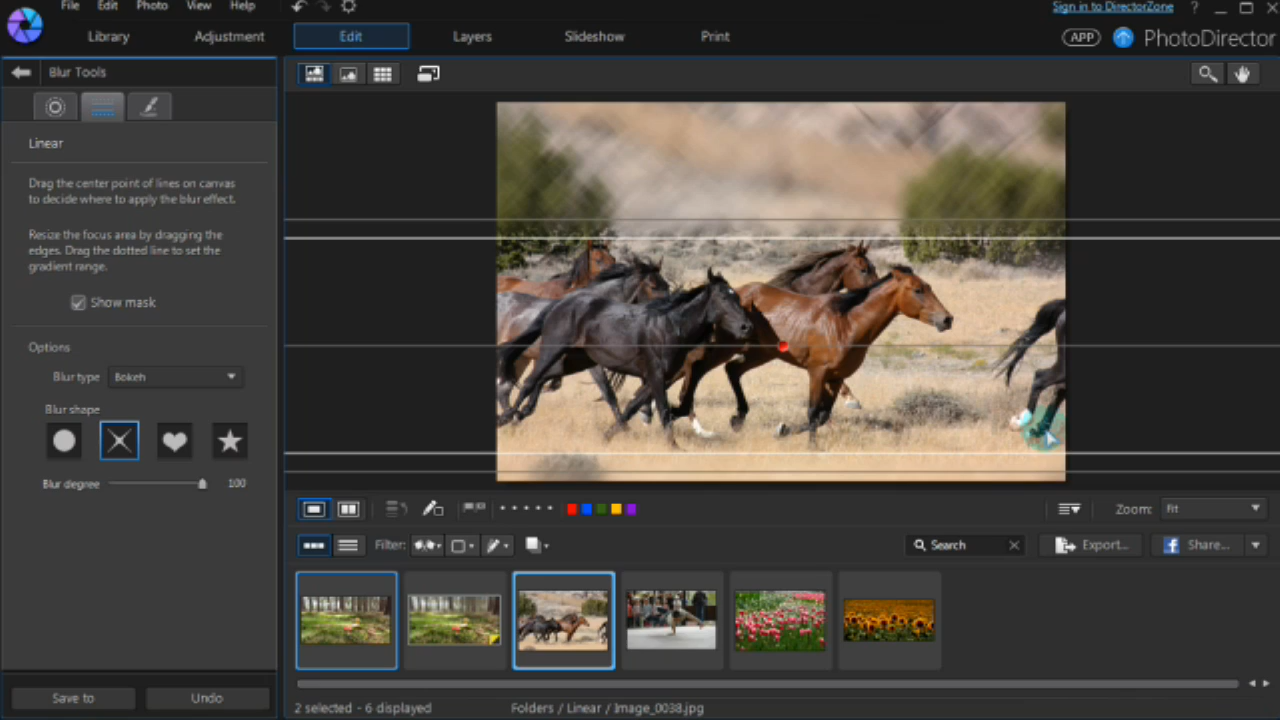 File Edit Photo View Help
Sign in to DirectorZone ?
Library Adjustment Edit Layers Slideshow Print
APP PhotoDirector
Blur Tools
Linear
Drag the center point of lines on canvas
to decide where to apply the blur effect.
Resize the focus area by dragging the
edges. Drag the dotted line to set the
gradient range.
Show mask
Options
Blur type Bokeh
Blur shape
Blur degree 100
Zoom: Fit
Filter: Search Export... Share...
Save to Undo
2 selected - 6 displayed Folders / Linear / Image_0038.jpg